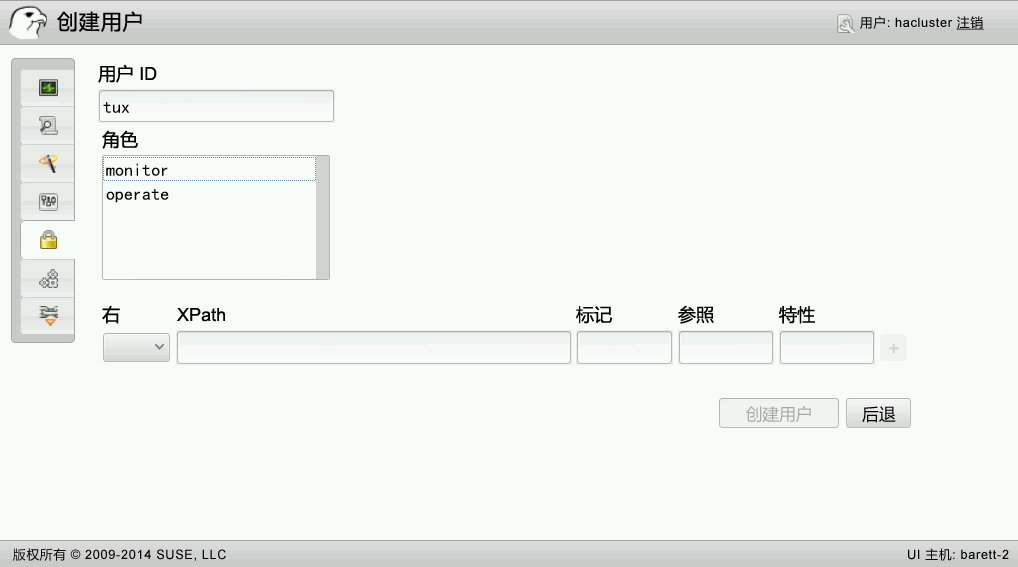 创建用户
用户: hacluster 注销
用户 ID
tux
角色
monitor
operate
右 XPath 标记 参照 特性
+
创建用户 后退
版权所有 © 2009-2014 SUSE, LLC
UI 主机: barett-2